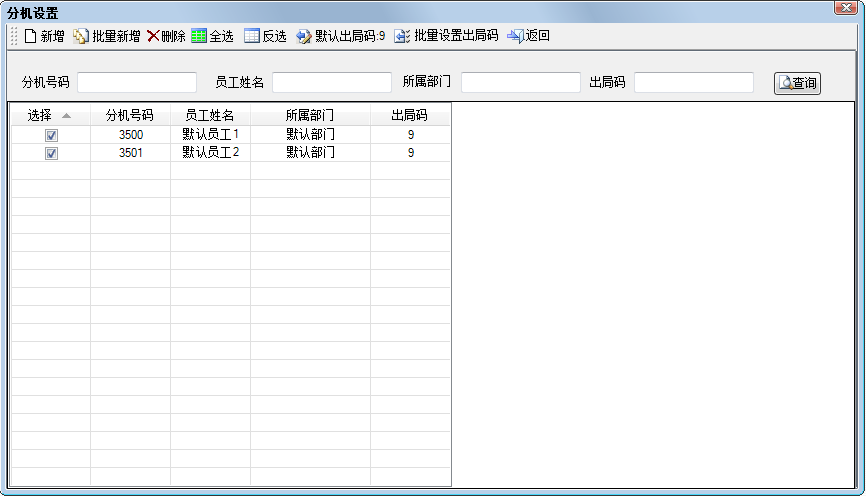 分机设置
新增 批量新增 删除 全选 反选 默认出局码:9 批量设置出局码 返回
分机号码 员工姓名 所属部门 出局码 查询
选择 分机号码 员工姓名 所属部门 出局码
3500 默认员工1 默认部门 9
3501 默认员工2 默认部门 9